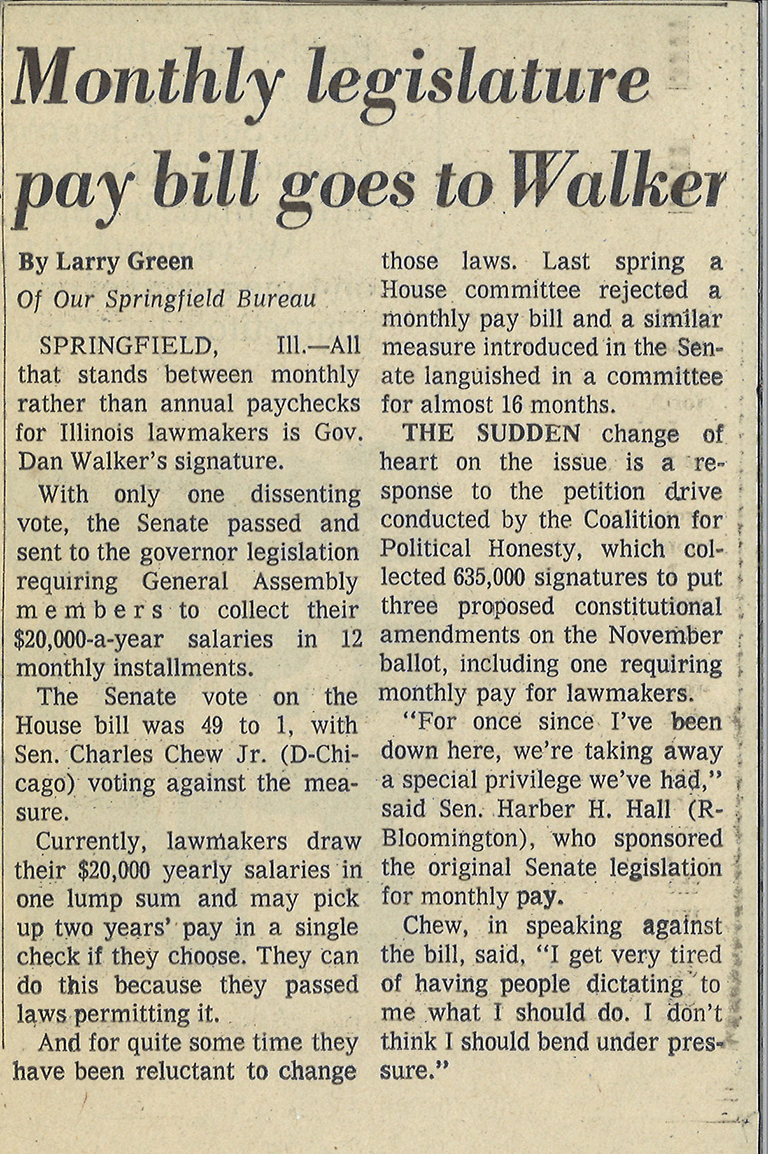 Monthly legislature
pay bill goes to Walker
By Larry Green
Of Our Springfield Bureau
SPRINGFIELD, Ill.—All
that stands between monthly
rather than annual paychecks
for Illinois lawmakers is Gov.
Dan Walker's signature.
With only one dissenting
vote, the Senate passed and
sent to the governor legislation
requiring General Assembly
members to collect their
$20,000-a-year salaries in 12
monthly installments.
The Senate vote on the
House bill was 49 to 1, with
Sen. Charles Chew Jr. (D-Chi-
cago) voting against the mea-
sure.
Currently, lawmakers draw
their $20,000 yearly salaries in
one lump sum and may pick
up two years' pay in a single
check if they choose. They can
do this because they passed
laws permitting it.
And for quite some time they
have been reluctant to change
those laws. Last spring a
House committee rejected a
monthly pay bill and a similar
measure introduced in the Sen-
ate languished in a committee
for almost 16 months.
THE SUDDEN change of
heart on the issue is a re-
sponse to the petition drive
conducted by the Coalition for
Political Honesty, which col-
lected 635,000 signatures to put
three proposed constitutional
amendments on the November
ballot, including one requiring
monthly pay for lawmakers.
"For once since I've been
down here, we're taking away
a special privilege we've had,"
said Sen. Harber H. Hall (R-
Bloomington), who sponsored
the original Senate legislation
for monthly pay.
Chew, in speaking against
the bill, said, "I get very tired
of having people dictating to
me what I should do. I don't
think I should bend under pres-
sure."